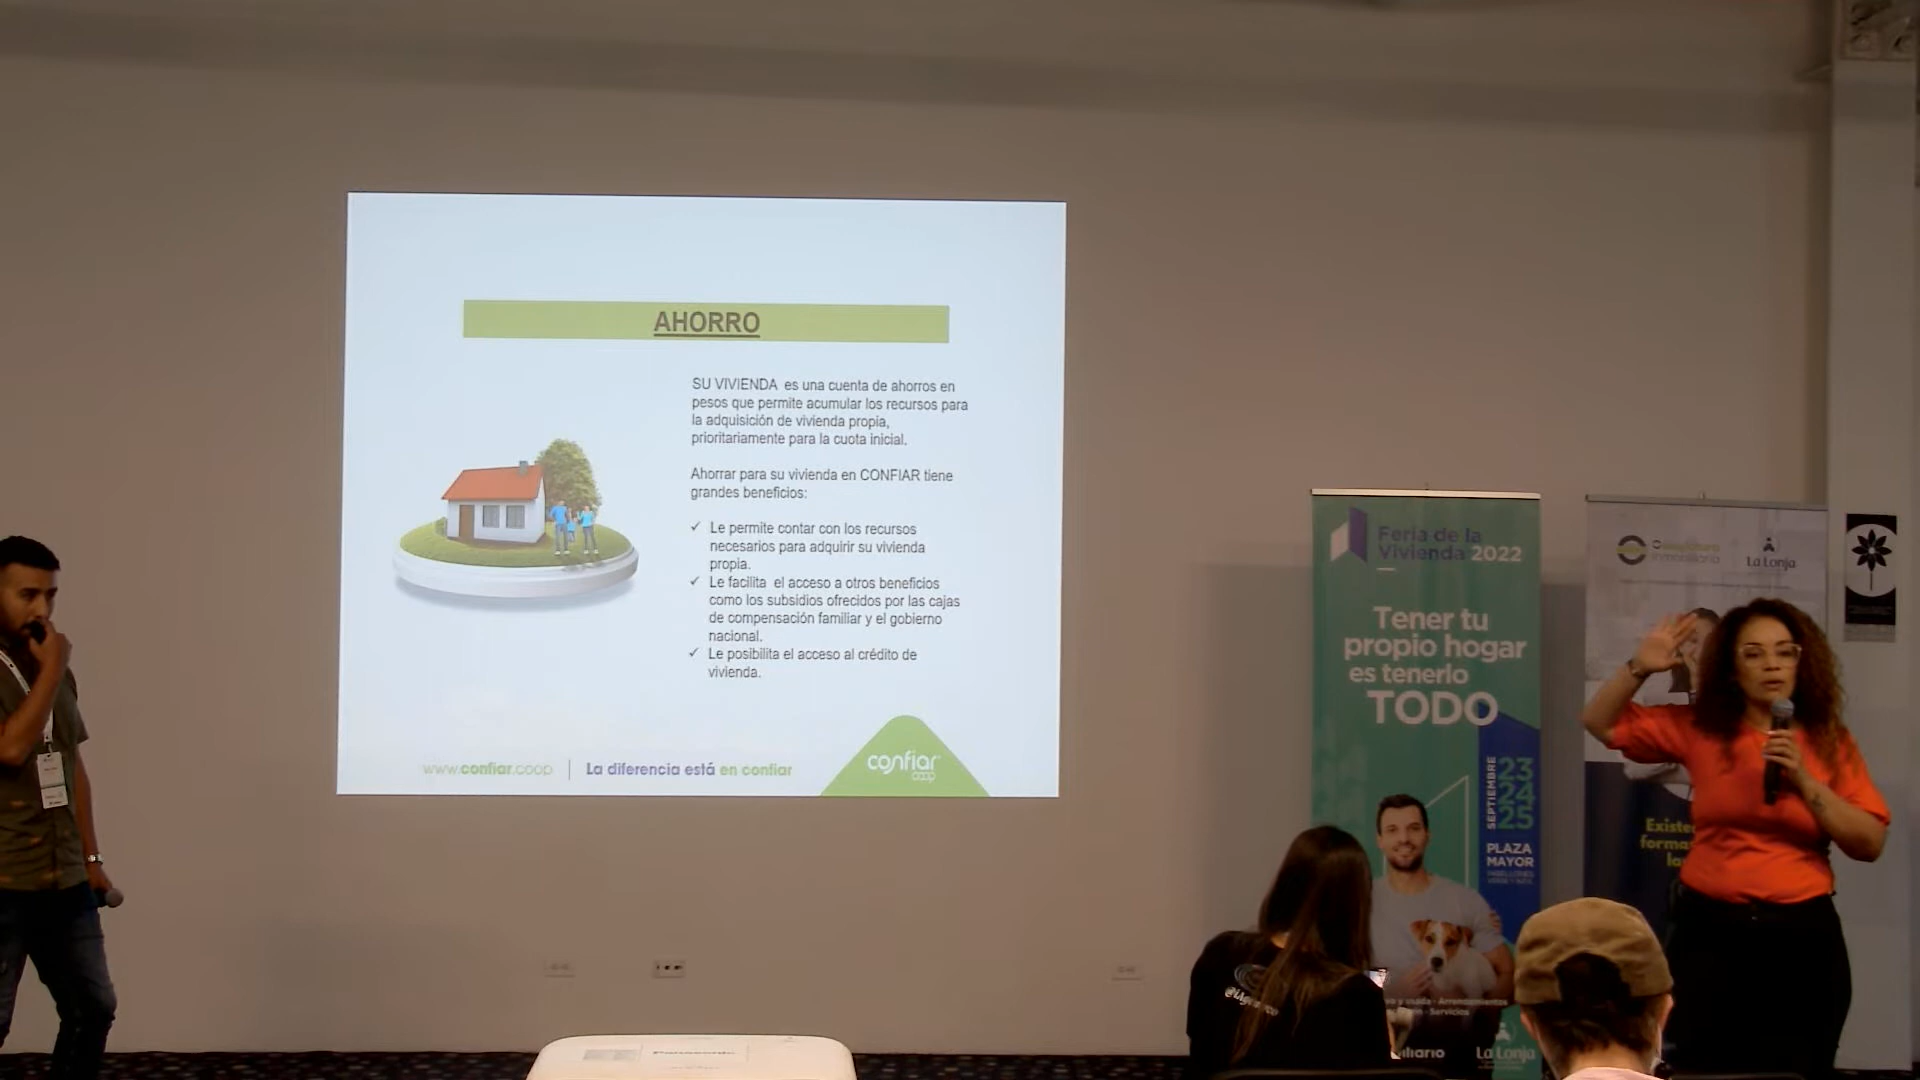 AHORRO
SU VIVIENDA es una cuenta de ahorros en
pesos que permite acumular los recursos para
la adquisición de vivienda propia,
prioritariamente para la cuota inicial.
Ahorrar para su vivienda en CONFIAR tiene
grandes beneficios:
✓ Le permite contar con los recursos
necesarios para adquirir su vivienda
propia.
✓ Le facilita el acceso a otros beneficios
como los subsidios ofrecidos por las cajas
de compensación familiar y el gobierno
nacional.
✓ Le posibilita el acceso al crédito de
vivienda.
www.confiar.coop | La diferencia está en confiar
confiar
coop
Feria de la
Vivienda 2022
Tener tu
propio hogar
es tenerlo
TODO
SEPTIEMBRE
23
24
25
PLAZA
MAYOR
La Lonja
inmobiliaria
La Lonja
Existe
forma